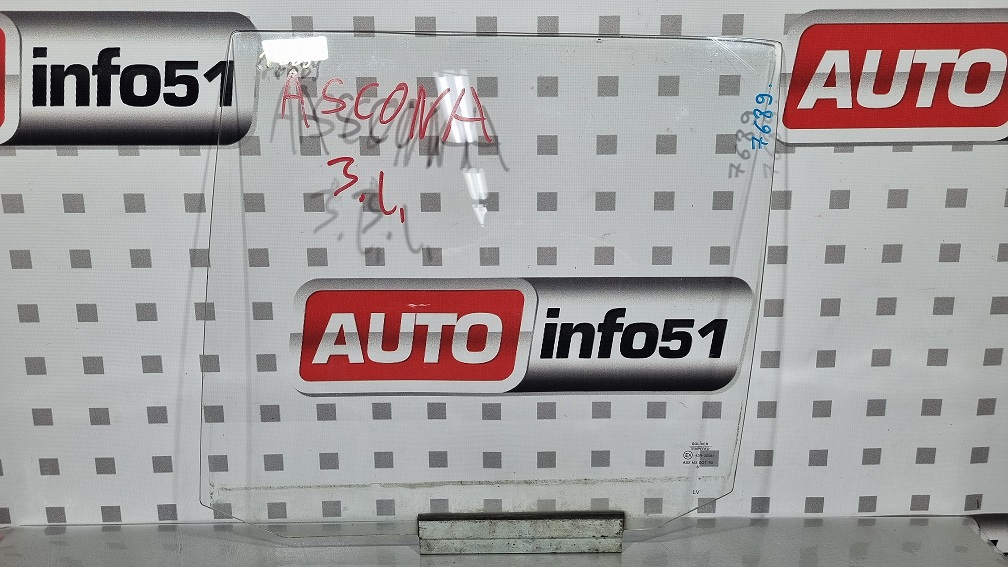 info51
AUTO
ASCONA
3.L.
7689
AUTO
info51
LV